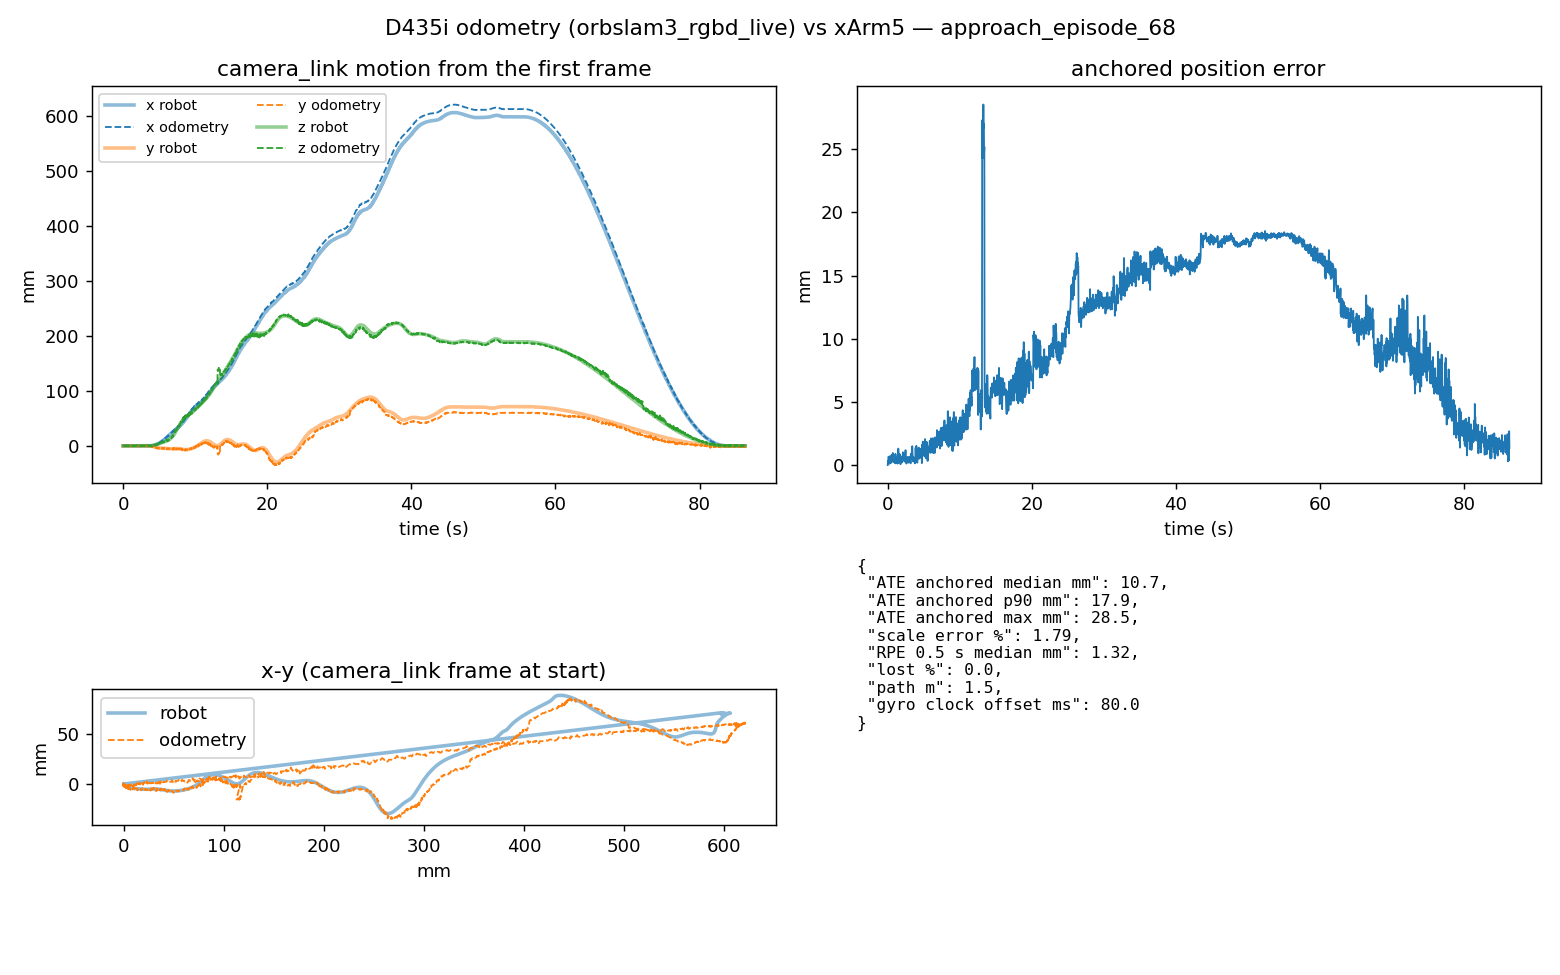 D435i odometry (orbslam3_rgbd_live) vs xArm5 — approach_episode_68
camera_link motion from the first frame
x robot
x odometry
y robot
y odometry
z robot
z odometry
600
500
400
300
200
100
0
mm
0 20 40 60 80
time (s)
anchored position error
25
20
15
10
5
0
mm
0 20 40 60 80
time (s)
x-y (camera_link frame at start)
robot
odometry
50
0
mm
0 100 200 300 400 500 600
mm
{
"ATE anchored median mm": 10.7,
"ATE anchored p90 mm": 17.9,
"ATE anchored max mm": 28.5,
"scale error %": 1.79,
"RPE 0.5 s median mm": 1.32,
"lost %": 0.0,
"path m": 1.5,
"gyro clock offset ms": 80.0
}